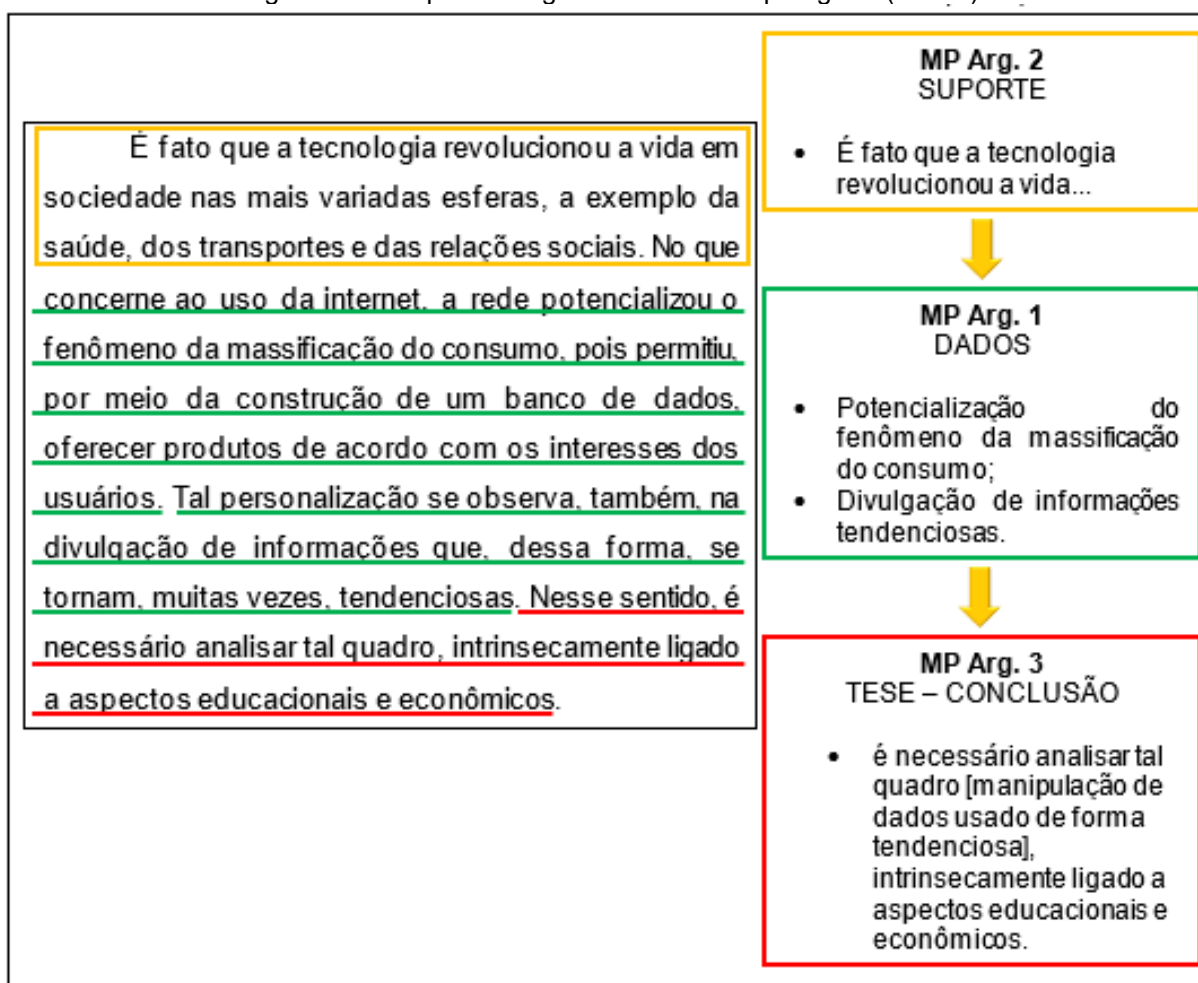 É fato que a tecnologia revolucionou a vida em
sociedade nas mais variadas esferas, a exemplo da
saúde, dos transportes e das relações sociais. No que
concerne ao uso da internet, a rede potencializou o
fenômeno da massificação do consumo, pois permitiu,
por meio da construção de um banco de dados,
oferecer produtos de acordo com os interesses dos
usuários. Tal personalização se observa, também, na
divulgação de informações que, dessa forma, se
tornam, muitas vezes, tendenciosas. Nesse sentido, é
necessário analisar tal quadro, intrinsecamente ligado
a aspectos educacionais e econômicos.
MP Arg. 2
SUPORTE
• É fato que a tecnologia
revolucionou a vida...
MP Arg. 1
DADOS
• Potencialização do
fenômeno da massificação
do consumo;
• Divulgação de informações
tendenciosas.
MP Arg. 3
TESE – CONCLUSÃO
• é necessário analisar tal
quadro [manipulação de
dados usado de forma
tendenciosa],
intrinsecamente ligado a
aspectos educacionais e
econômicos.